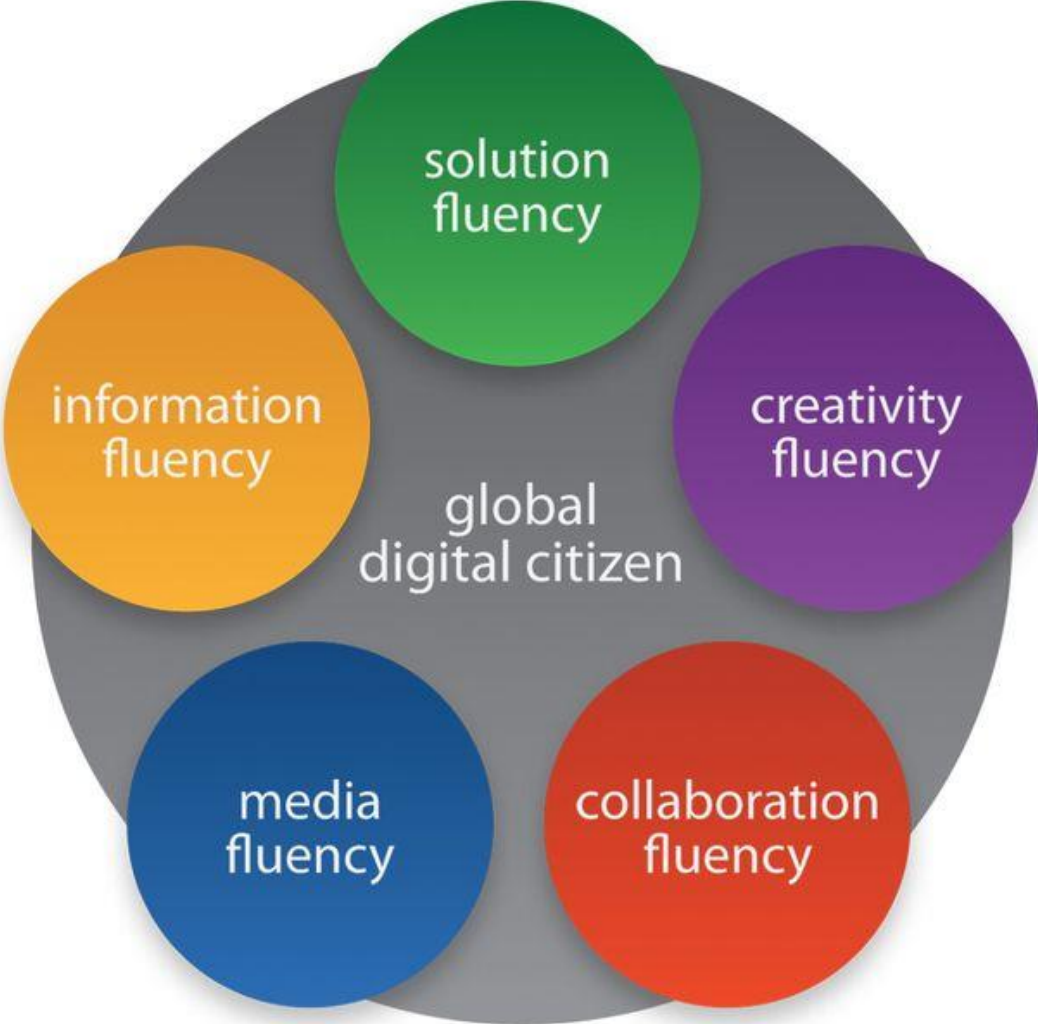 solution
fluency
information
fluency
creativity
fluency
global
digital citizen
media
fluency
collaboration
fluency